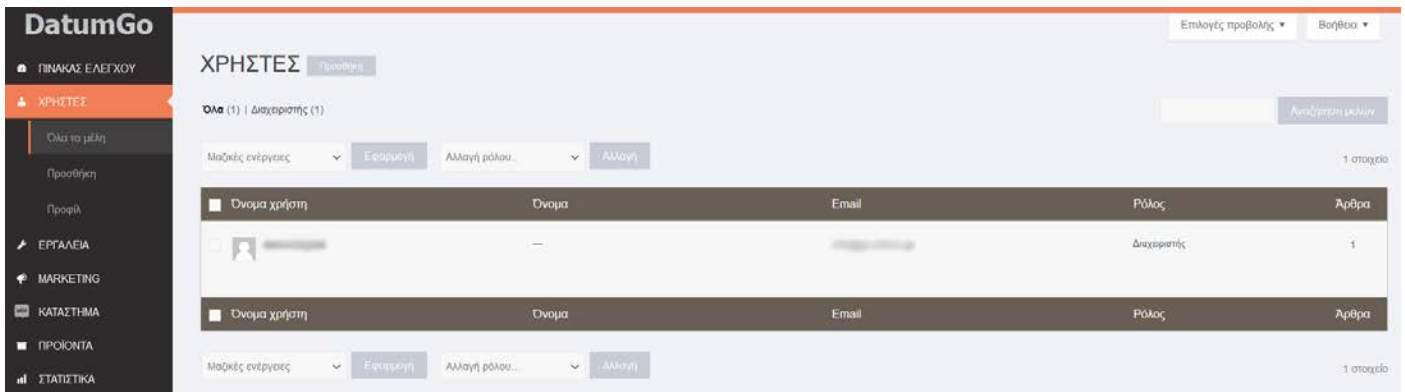 DatumGo
ΠΙΝΑΚΑΣ ΕΛΕΓΧΟΥ
ΧΡΗΣΤΕΣ
Όλα τα μέλη
Προσθήκη
Προφίλ
ΕΡΓΑΛΕΙΑ
MARKETING
ΚΑΤΑΣΤΗΜΑ
ΠΡΟΪΟΝΤΑ
ΣΤΑΤΙΣΤΙΚΑ
Επιλογές προβολής Βοήθεια
ΧΡΗΣΤΕΣ Προσθήκη
Όλα (1) | Διαχειριστής (1)
Αναζήτηση μελών
Μαζικές ενέργειες Εφαρμογή Αλλαγή ρόλου... Αλλαγή
1 στοιχείο
Όνομα χρήστη Όνομα Email Ρόλος Άρθρα
— Διαχειριστής 1
Όνομα χρήστη Όνομα Email Ρόλος Άρθρα
Μαζικές ενέργειες Εφαρμογή Αλλαγή ρόλου... Αλλαγή
1 στοιχείο